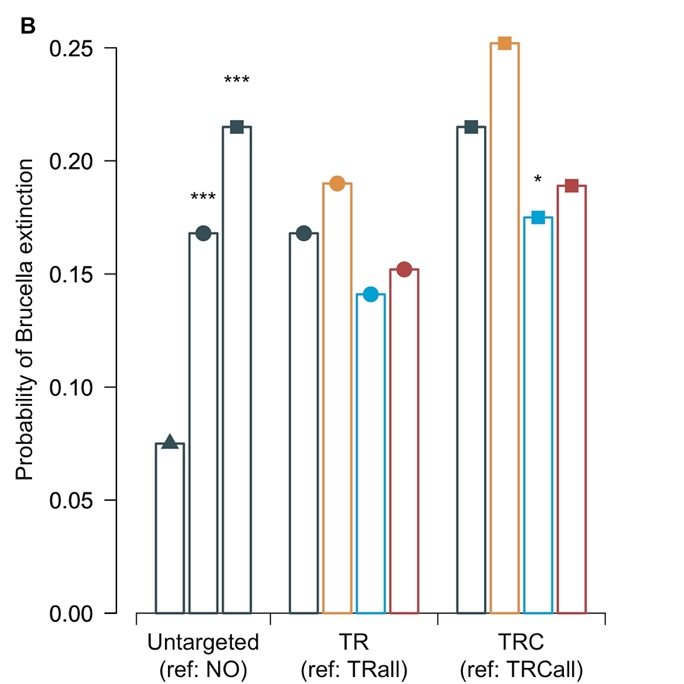 B
Probability of Brucella extinction
0.25
0.20
0.15
0.10
0.05
0.00
***
***
*
Untargeted
(ref: NO)
TR
(ref: TRall)
TRC
(ref: TRCall)